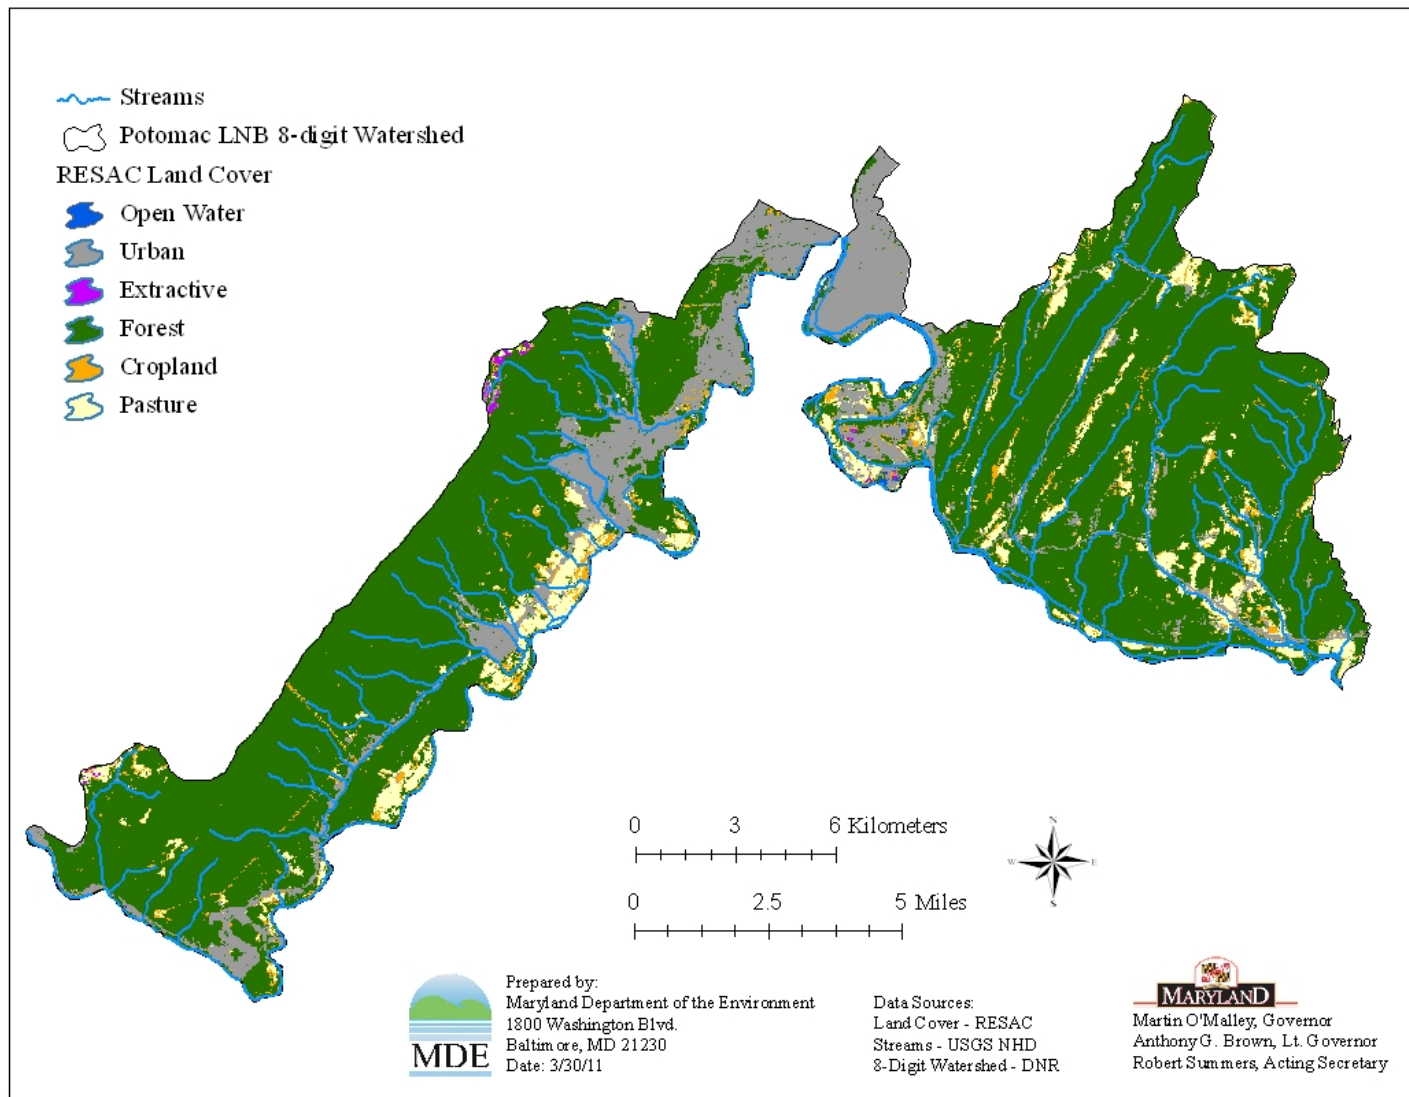 Streams
Potomac LNB 8-digit Watershed
RESAC Land Cover
Open Water
Urban
Extractive
Forest
Cropland
Pasture
0 3 6 Kilometers
0 2.5 5 Miles
N
W E
S
MDE
Prepared by:
Maryland Department of the Environment
1800 Washington Blvd.
Baltimore, MD 21230
Date: 3/30/11
Data Sources:
Land Cover - RESAC
Streams - USGS NHD
8-Digit Watershed - DNR
MARYLAND
Martin O'Malley, Governor
Anthony G. Brown, Lt. Governor
Robert Summers, Acting Secretary